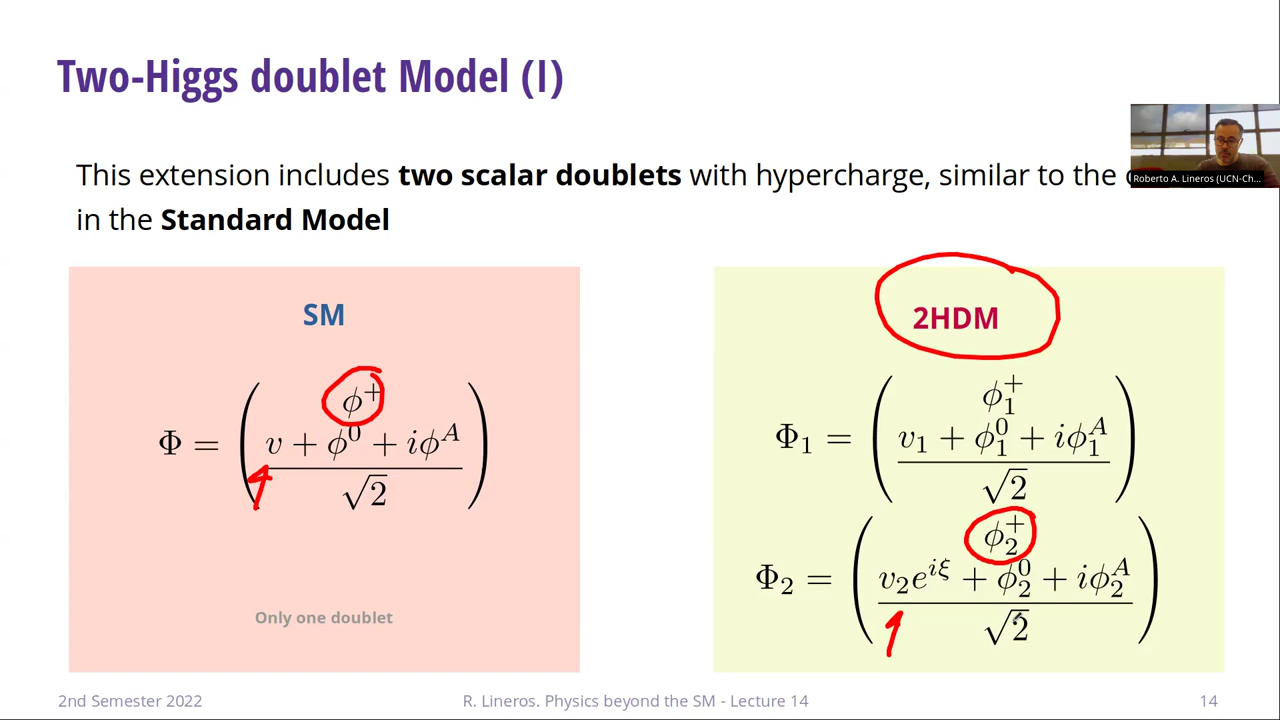 Two-Higgs doublet Model (I)
This extension includes two scalar doublets with hypercharge, similar to the
in the Standard Model
Roberto A. Lineros (UCN-Ch...
SM
Φ = ( ϕ⁺ / (v + ϕ⁰ + iϕᴬ)/√2 )
Only one doublet
2HDM
Φ₁ = ( ϕ₁⁺ / (v₁ + ϕ₁⁰ + iϕ₁ᴬ)/√2 )
Φ₂ = ( ϕ₂⁺ / (v₂e^{iξ} + ϕ₂⁰ + iϕ₂ᴬ)/√2 )
2nd Semester 2022
R. Lineros. Physics beyond the SM - Lecture 14
14